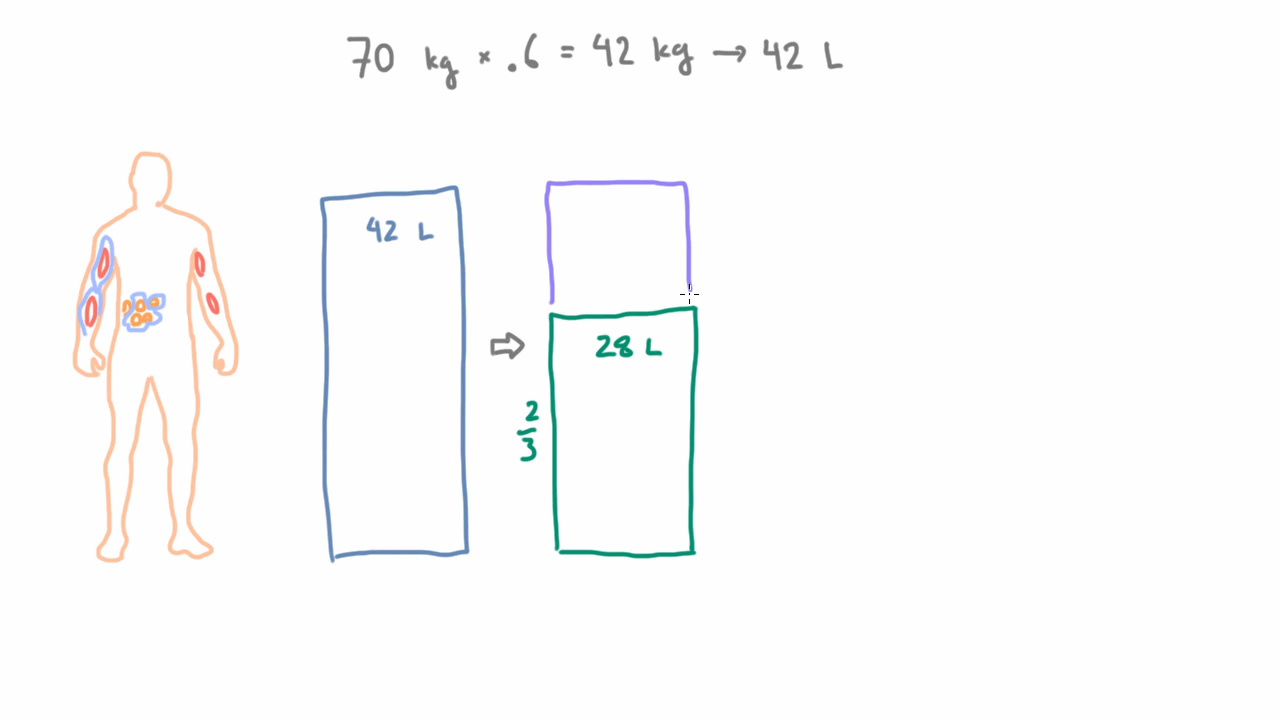 70 kg × .6 = 42 kg → 42 L
42 L
28 L
2/3